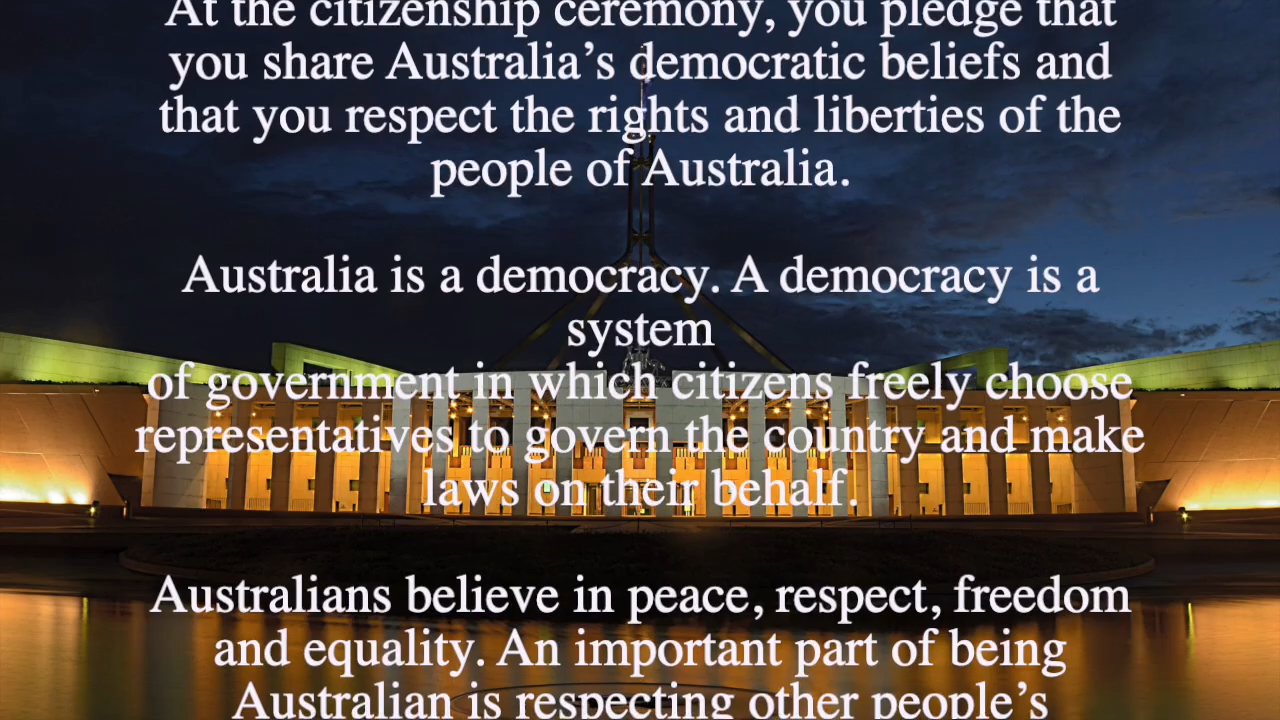 At the citizenship ceremony, you pledge that
you share Australia’s democratic beliefs and
that you respect the rights and liberties of the
people of Australia.
Australia is a democracy. A democracy is a
system
of government in which citizens freely choose
representatives to govern the country and make
laws on their behalf.
Australians believe in peace, respect, freedom
and equality. An important part of being
Australian is respecting other people’s